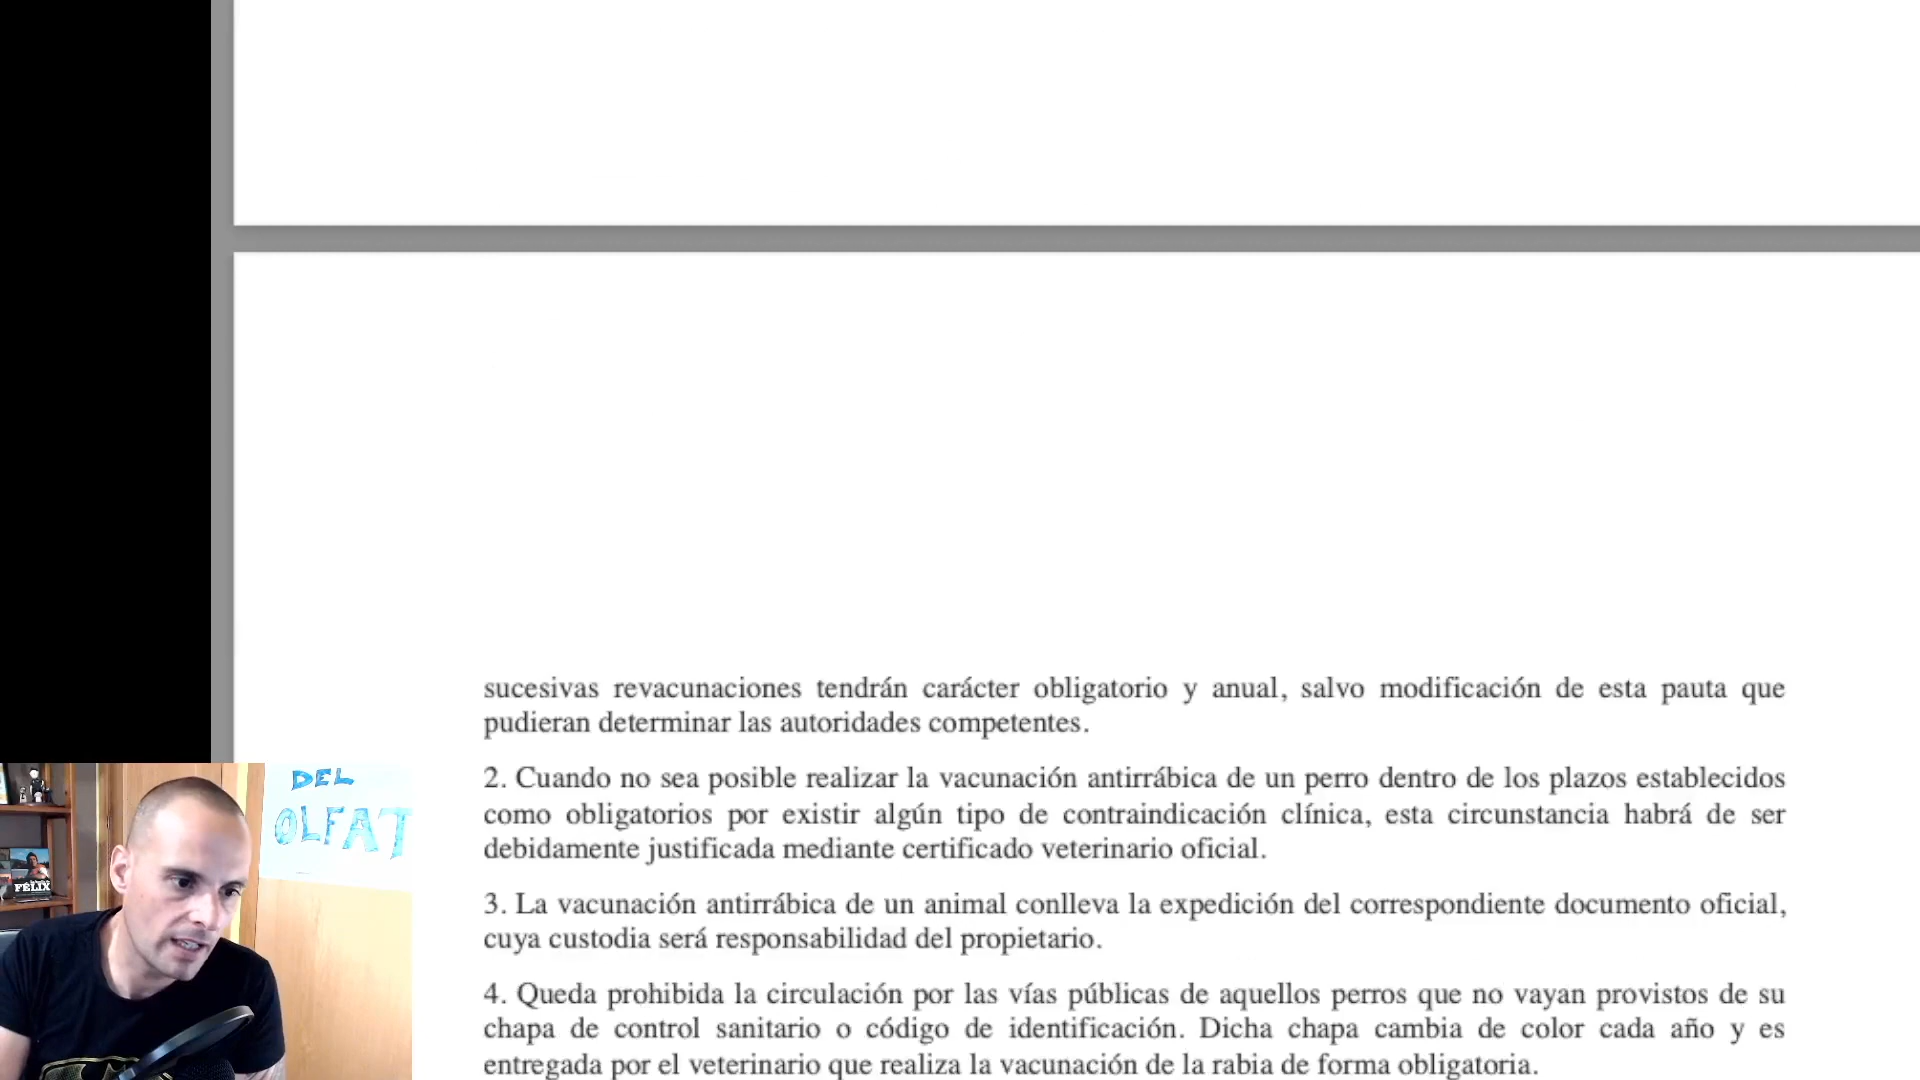 sucesivas revacunaciones tendrán carácter obligatorio y anual, salvo modificación de esta pauta que
pudieran determinar las autoridades competentes.
2. Cuando no sea posible realizar la vacunación antirrábica de un perro dentro de los plazos establecidos
como obligatorios por existir algún tipo de contraindicación clínica, esta circunstancia habrá de ser
debidamente justificada mediante certificado veterinario oficial.
3. La vacunación antirrábica de un animal conlleva la expedición del correspondiente documento oficial,
cuya custodia será responsabilidad del propietario.
4. Queda prohibida la circulación por las vías públicas de aquellos perros que no vayan provistos de su
chapa de control sanitario o código de identificación. Dicha chapa cambia de color cada año y es
entregada por el veterinario que realiza la vacunación de la rabia de forma obligatoria.
DEL
OLFAT
FÉLIX